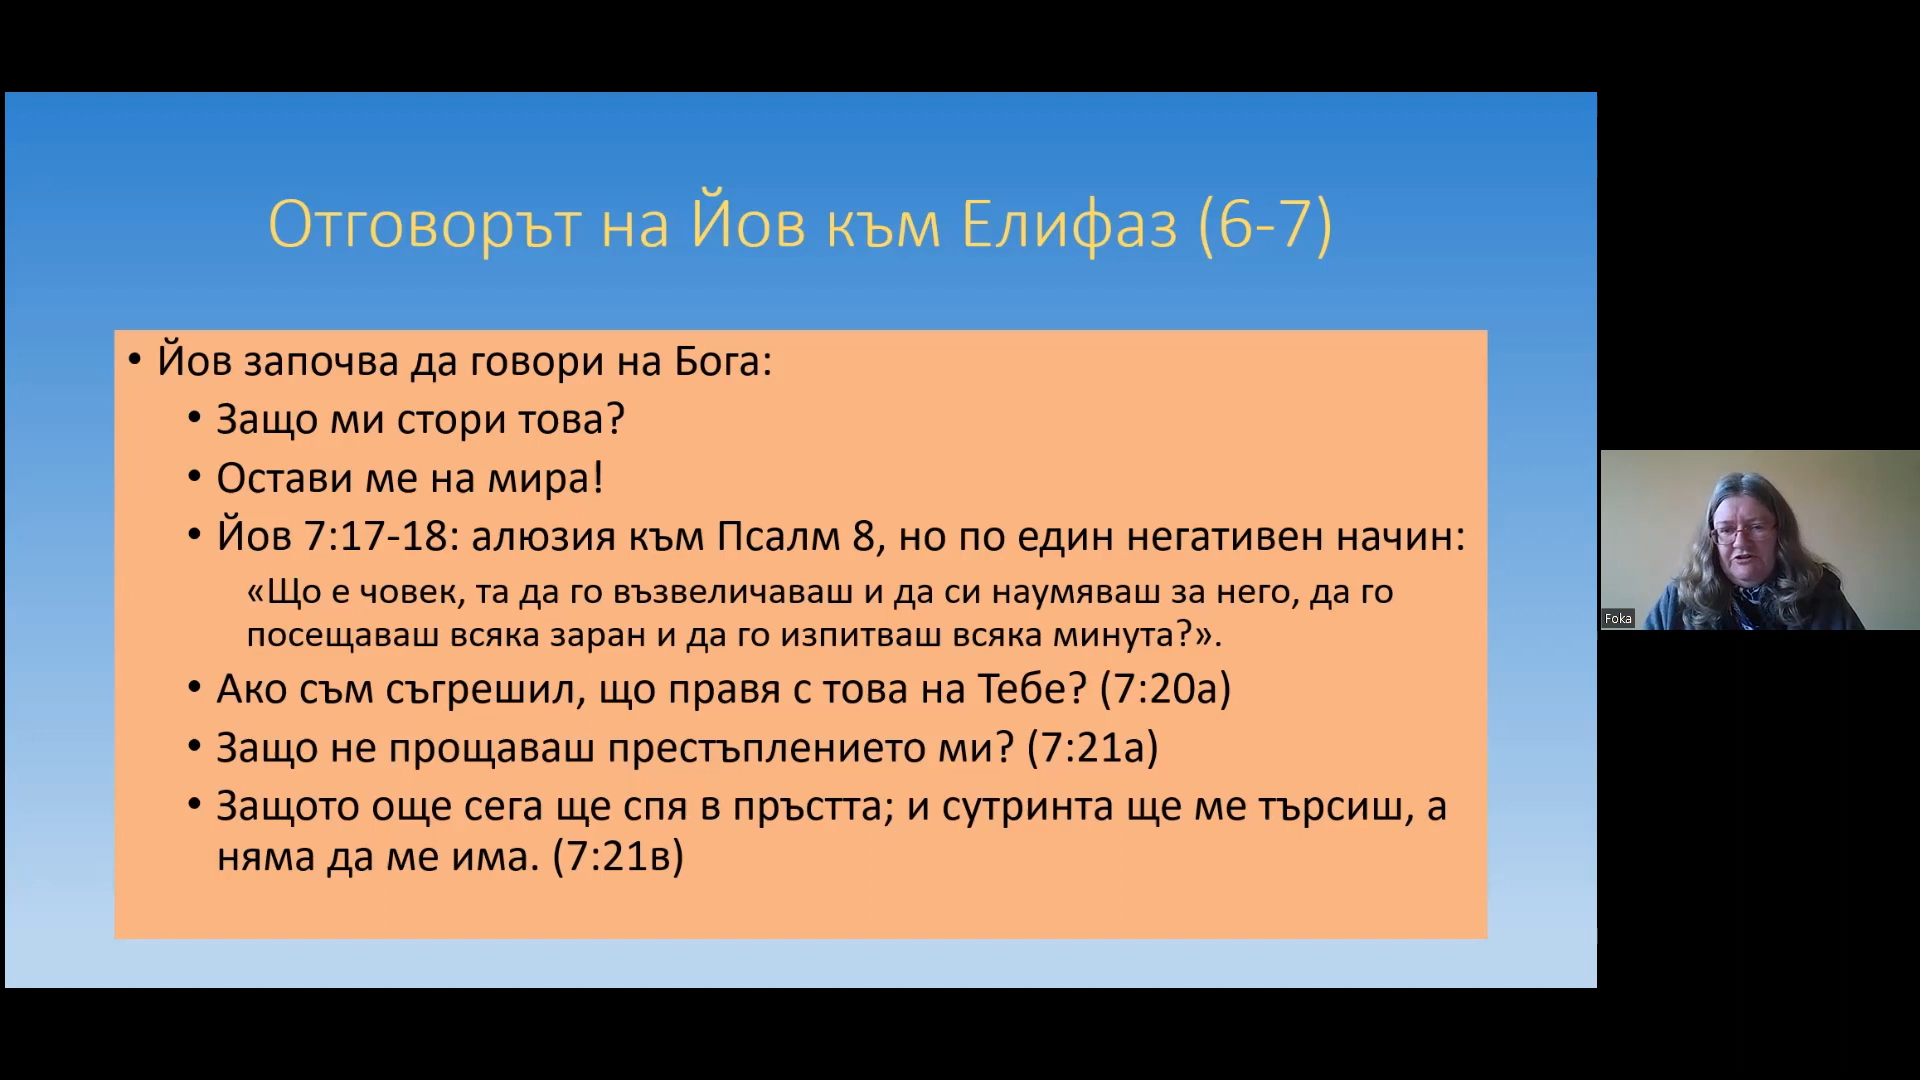 Отговорът на Йов към Елифаз (6-7)
• Йов започва да говори на Бога:
• Защо ми стори това?
• Остави ме на мира!
• Йов 7:17-18: алюзия към Псалм 8, но по един негативен начин:
«Що е човек, та да го възвеличаваш и да си наумяваш за него, да го
посещаваш всяка заран и да го изпитваш всяка минута?».
• Ако съм съгрешил, що правя с това на Тебе? (7:20а)
• Защо не прощаваш престъплението ми? (7:21а)
• Защото още сега ще спя в пръстта; и сутринта ще ме търсиш, а
няма да ме има. (7:21в)
Foka